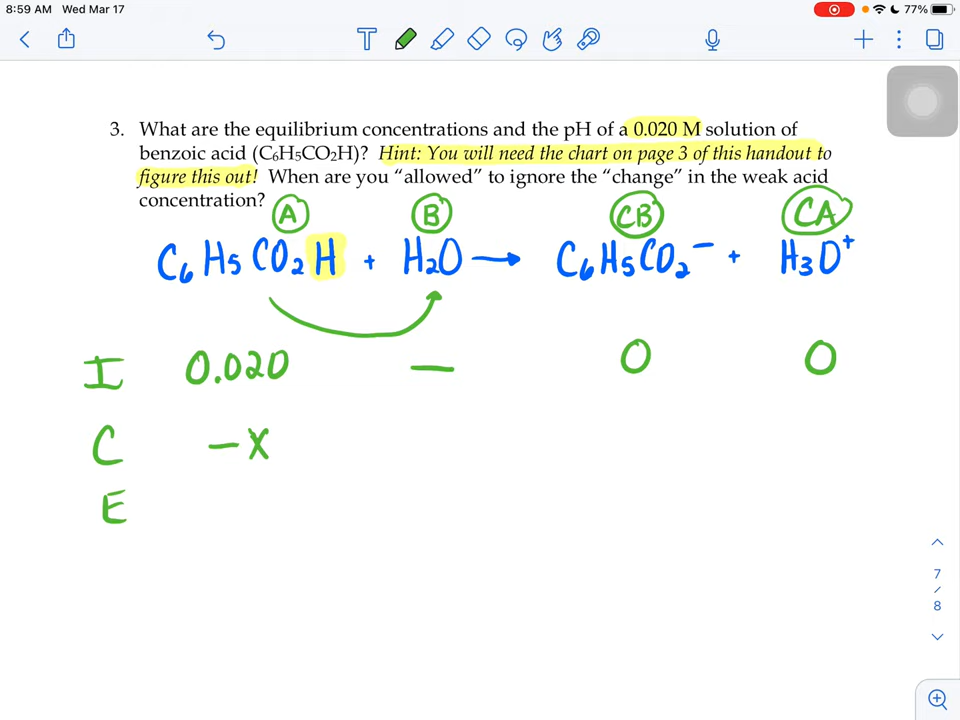 8:59 AM Wed Mar 17 77%
3. What are the equilibrium concentrations and the pH of a 0.020 M solution of
benzoic acid (C₆H₅CO₂H)? Hint: You will need the chart on page 3 of this handout to
figure this out! When are you “allowed” to ignore the “change” in the weak acid
concentration?
A B CB CA
C₆H₅CO₂H + H₂O → C₆H₅CO₂⁻ + H₃O⁺
I 0.020 — 0 0
C -X
E
7
/
8